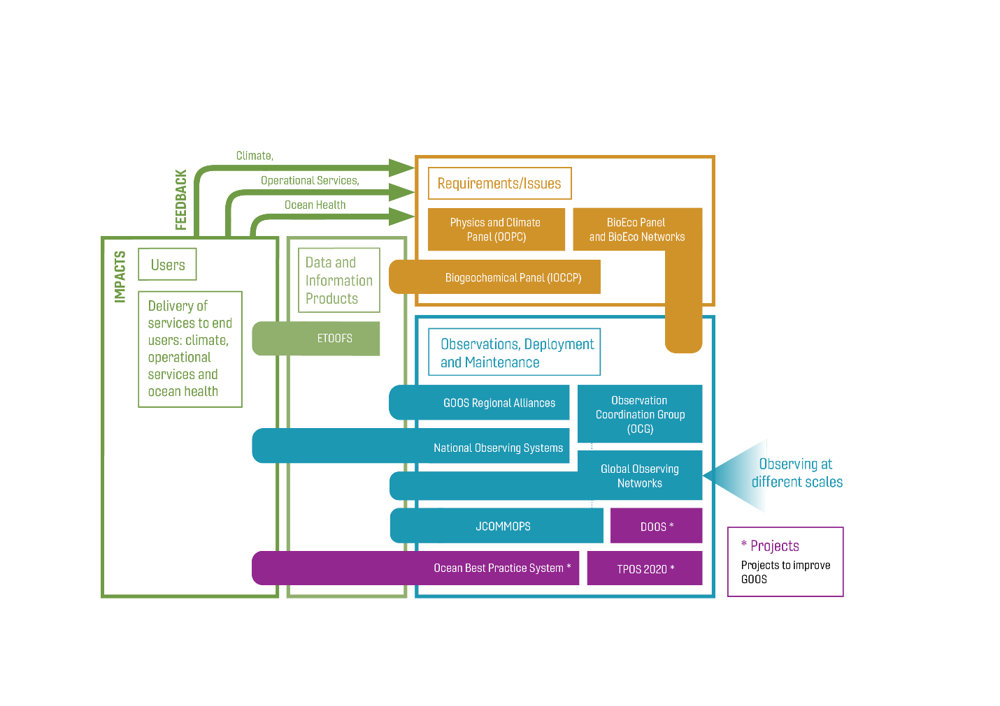 Climate,
Operational Services,
Ocean Health
FEEDBACK
IMPACTS
Users
Delivery of
services to end
users: climate,
operational
services and
ocean health
Data and
Information
Products
ETOOFS
Requirements/Issues
Physics and Climate
Panel (OOPC)
BioEco Panel
and BioEco Networks
Biogeochemical Panel (IOCCP)
Observations, Deployment
and Maintenance
GOOS Regional Alliances
Observation
Coordination Group
(OCG)
National Observing Systems
Global Observing
Networks
JCOMMOPS
DOOS *
Ocean Best Practice System *
TPOS 2020 *
Observing at
different scales
* Projects
Projects to improve
GOOS